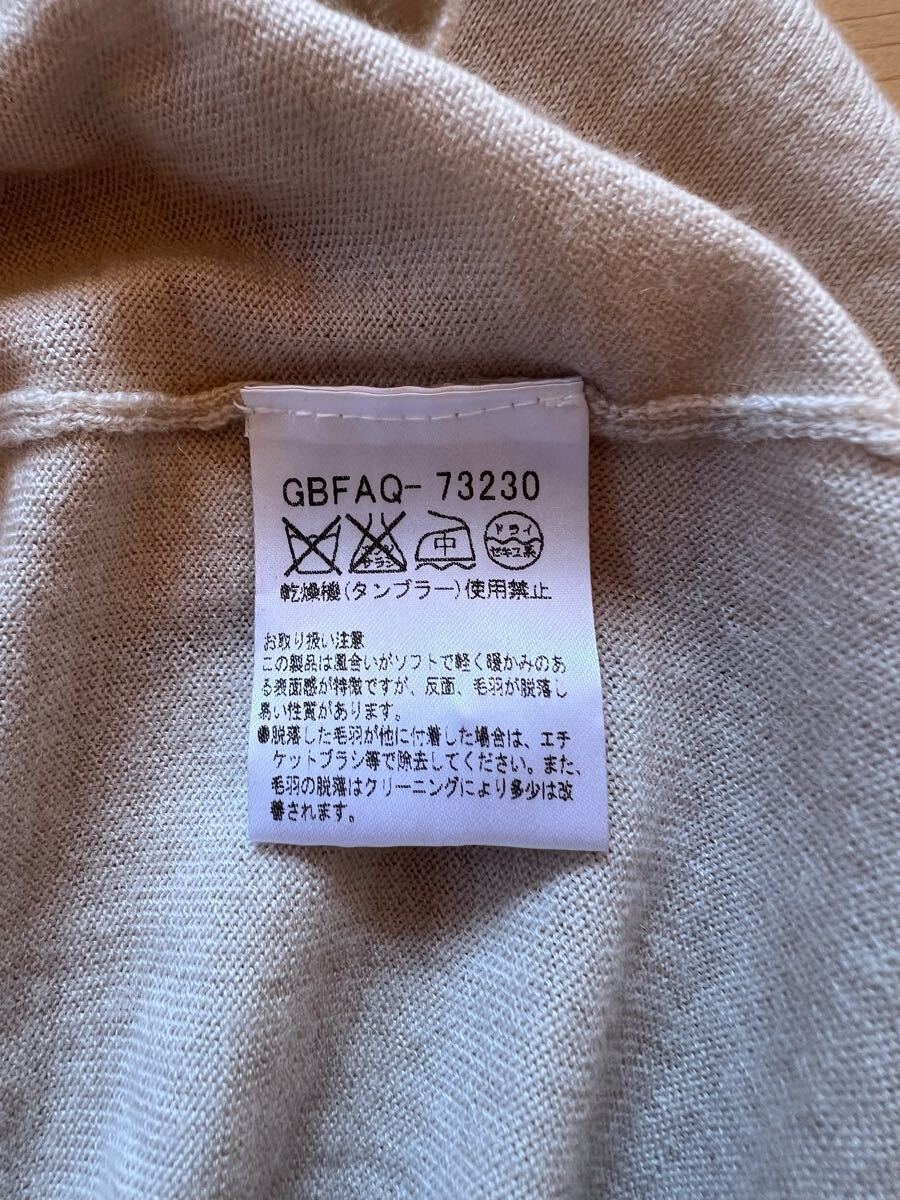 GBFAQ-73230
エンソ サラシ 中 ドライ セキユ系
乾燥機(タンブラー)使用禁止
お取り扱い注意
この製品は風合いがソフトで軽く暖かみのあ
る表面感が特徴ですが、反面、毛羽が脱落し
易い性質があります。
●脱落した毛羽が他に付着した場合は、エチ
ケットブラシ等で除去してください。また、
毛羽の脱落はクリーニングにより多少は改
善されます。